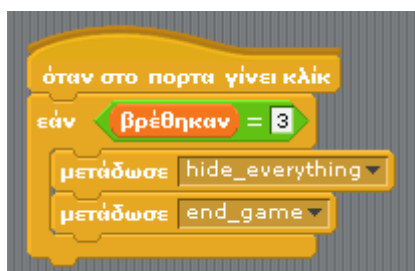 όταν στο πορτα γίνει κλίκ
εάν βρέθηκαν = 3
μετάδωσε hide_everything
μετάδωσε end_game